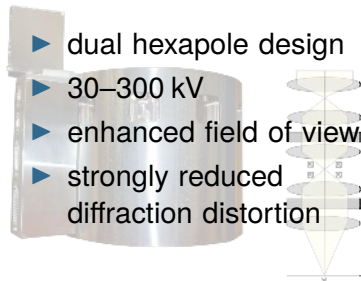 ► dual hexapole design
► 30–300 kV
► enhanced field of view
► strongly reduced
diffraction distortion